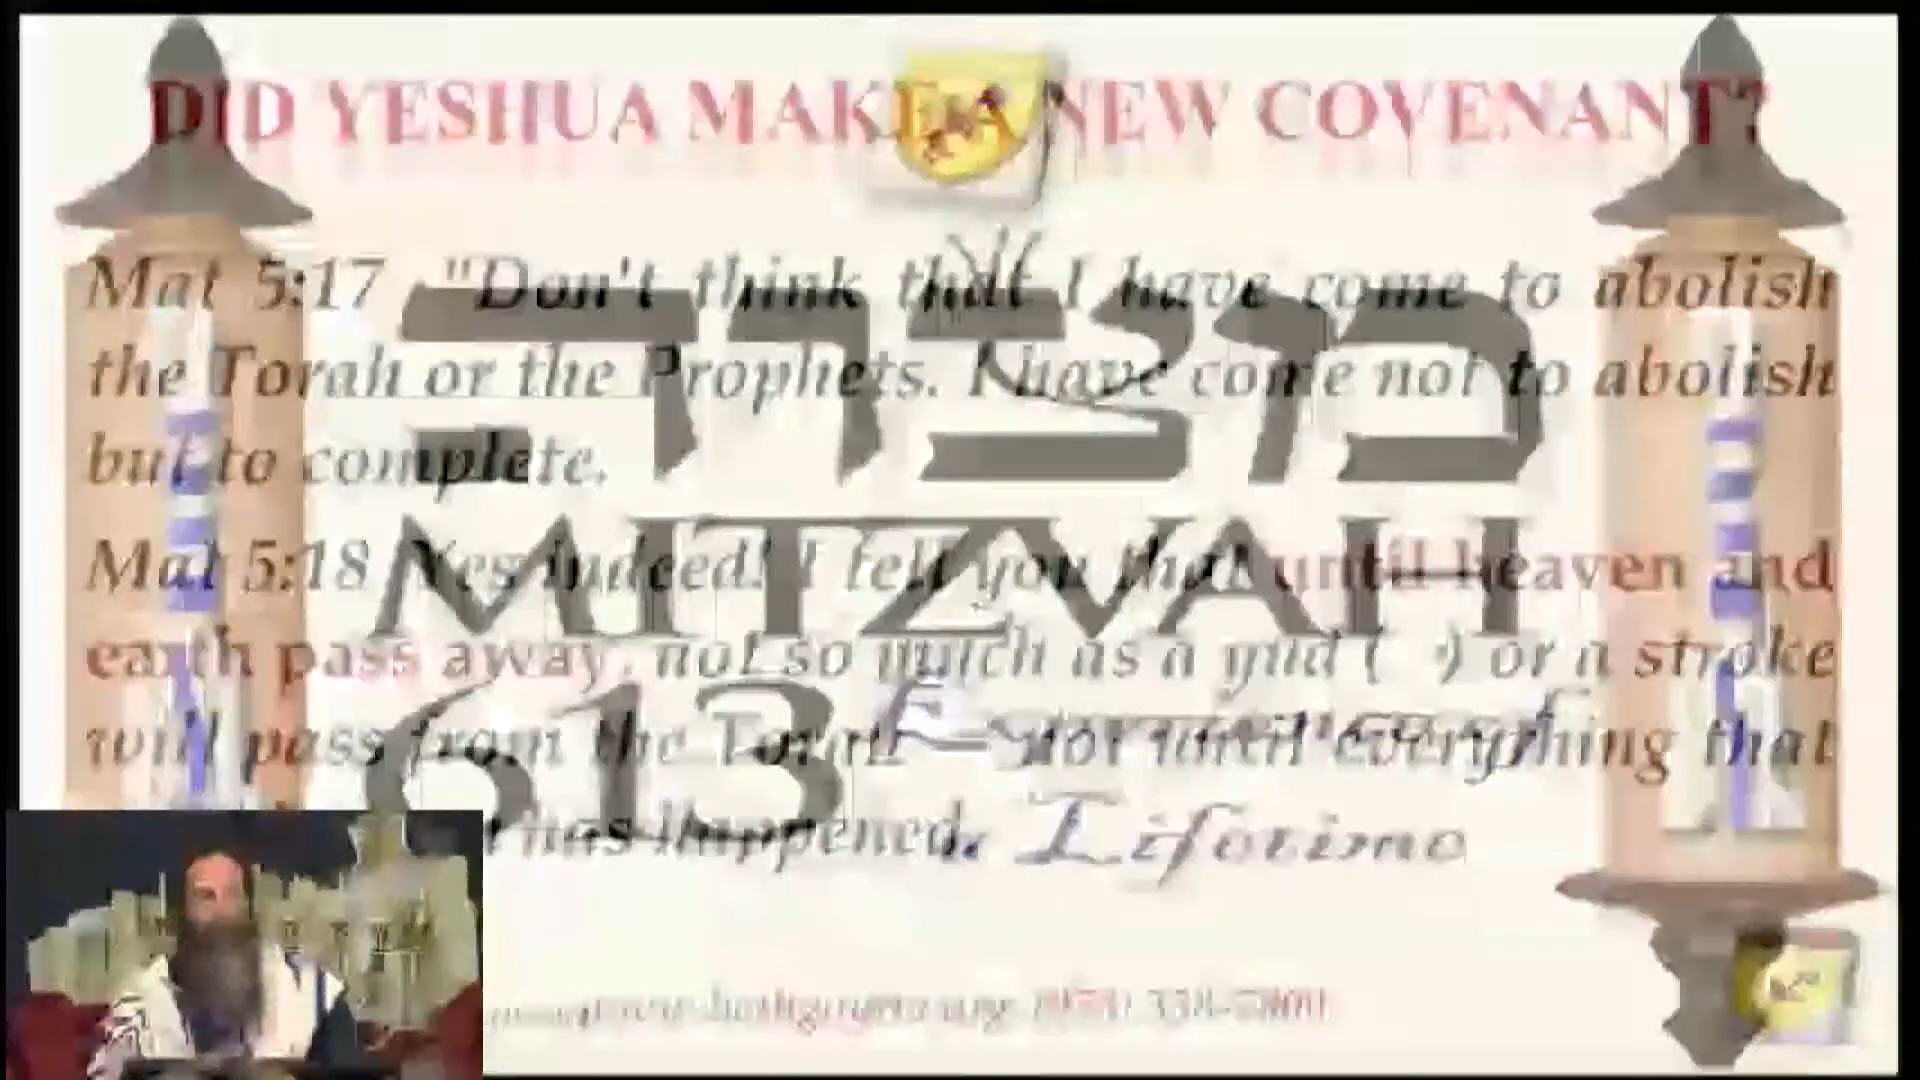 DID YESHUA MAKE A NEW COVENANT?
Mat 5:17 "Don't think that I have come to abolish
the Torah or the Prophets. I have come not to abolish
but to complete.
מצוה
MITZVAH
Mat 5:18 Yes indeed! I tell you that until heaven and
earth pass away, not so much as a yud ( ) or a stroke
will pass from the Torah not until everything that
613
has happened.